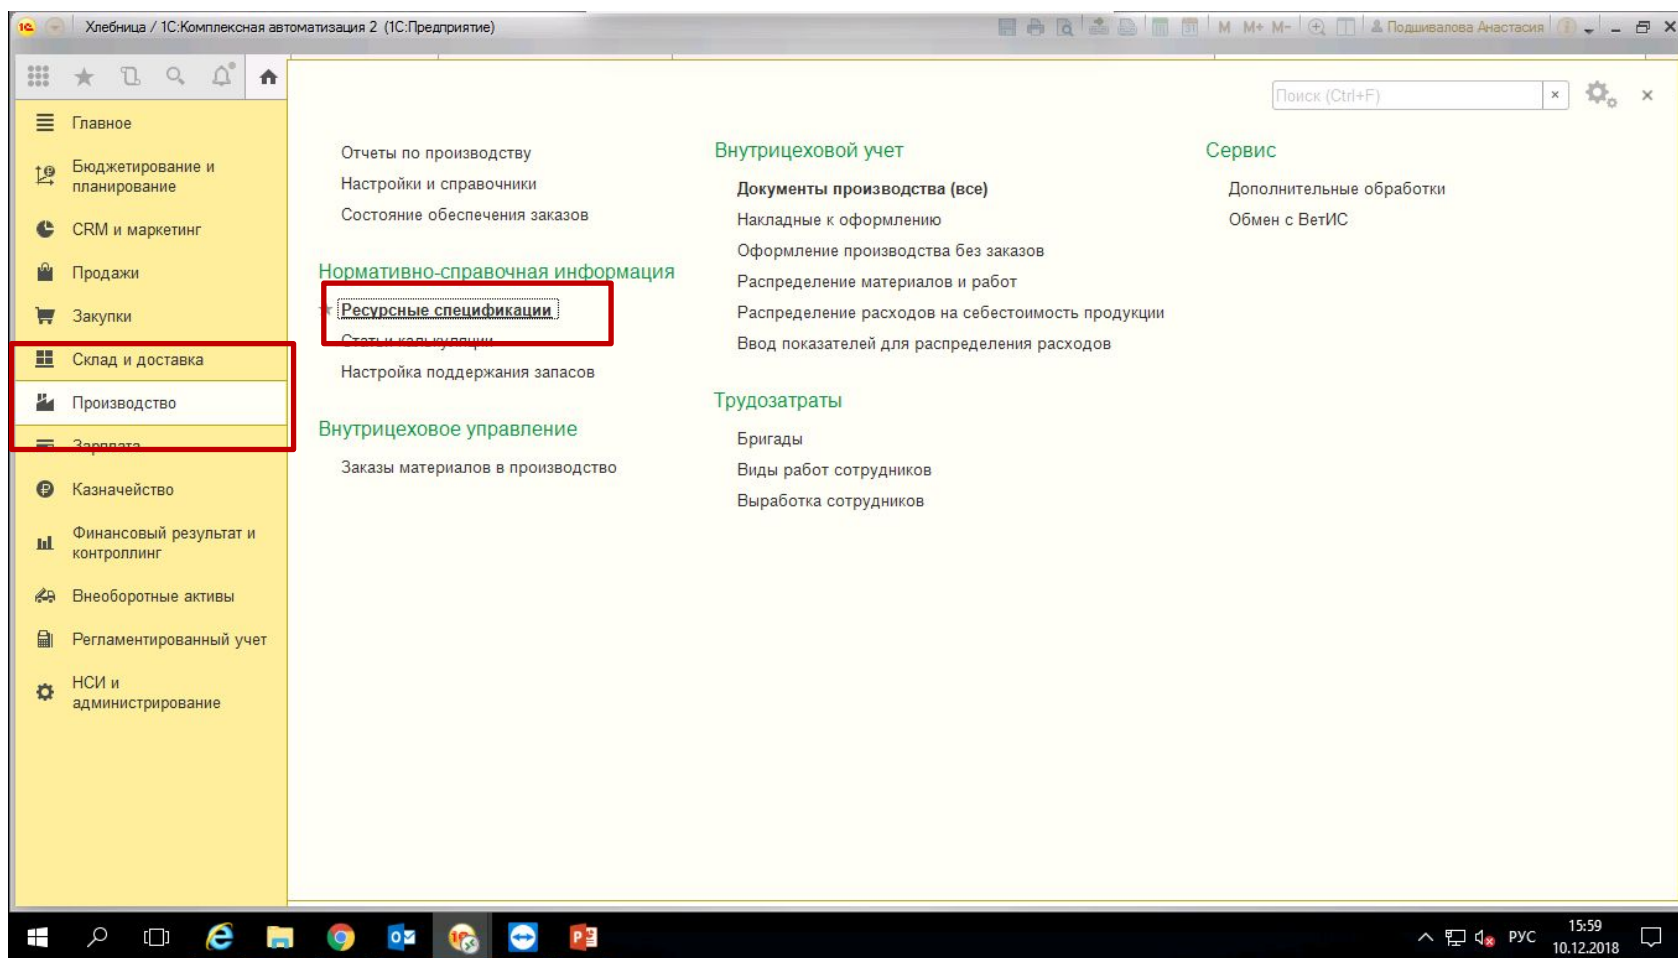 Хлебница / 1С:Комплексная автоматизация 2 (1С:Предприятие)
M M+ M-
Подшивалова Анастасия
Поиск (Ctrl+F)
Главное
Бюджетирование и
планирование
CRM и маркетинг
Продажи
Закупки
Склад и доставка
Производство
Зарплата
Казначейство
Финансовый результат и
контроллинг
Внеоборотные активы
Регламентированный учет
НСИ и
администрирование
Отчеты по производству
Настройки и справочники
Состояние обеспечения заказов
Нормативно-справочная информация
Ресурсные спецификации
Статьи калькуляции
Настройка поддержания запасов
Внутрицеховое управление
Заказы материалов в производство
Внутрицеховой учет
Документы производства (все)
Накладные к оформлению
Оформление производства без заказов
Распределение материалов и работ
Распределение расходов на себестоимость продукции
Ввод показателей для распределения расходов
Трудозатраты
Бригады
Виды работ сотрудников
Выработка сотрудников
Сервис
Дополнительные обработки
Обмен с ВетИС
РУС
15:59
10.12.2018